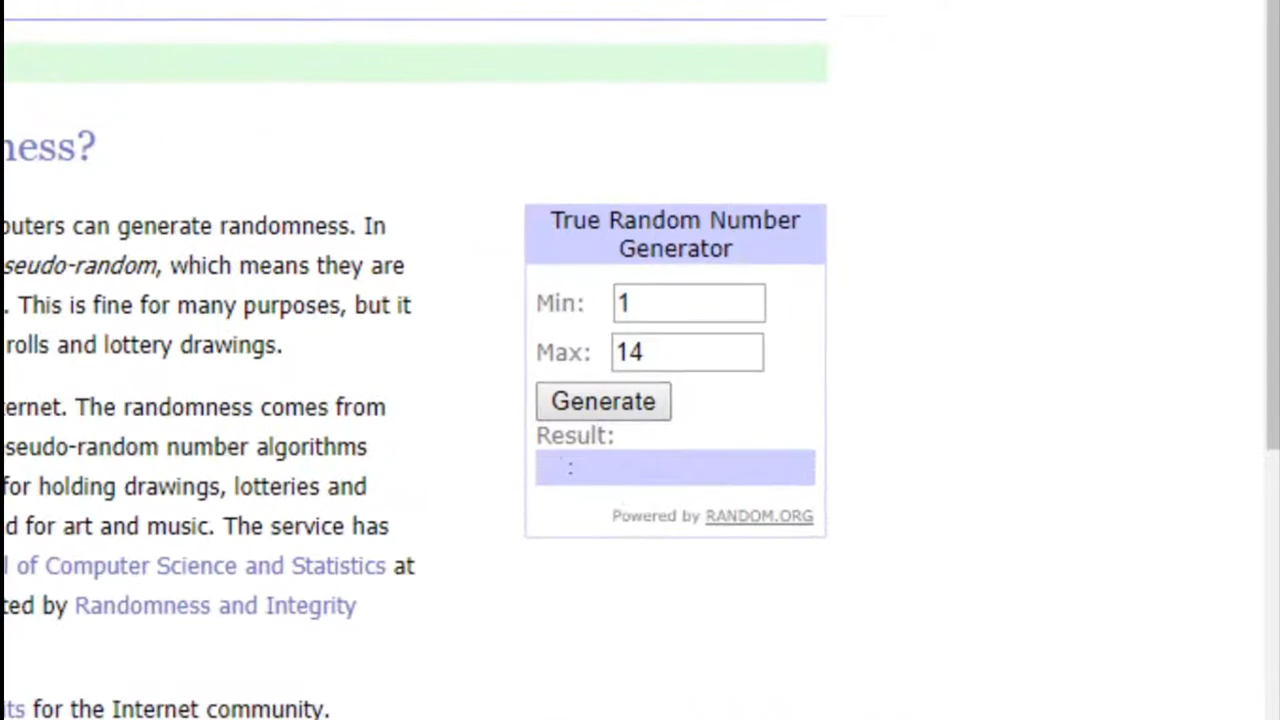 ness?
outers can generate randomness. In
seudo-random, which means they are
. This is fine for many purposes, but it
rolls and lottery drawings.
ernet. The randomness comes from
seudo-random number algorithms
for holding drawings, lotteries and
d for art and music. The service has
l of Computer Science and Statistics at
ted by Randomness and Integrity
its for the Internet community.
True Random Number
Generator
Min: 1
Max: 14
Generate
Result:
Powered by RANDOM.ORG